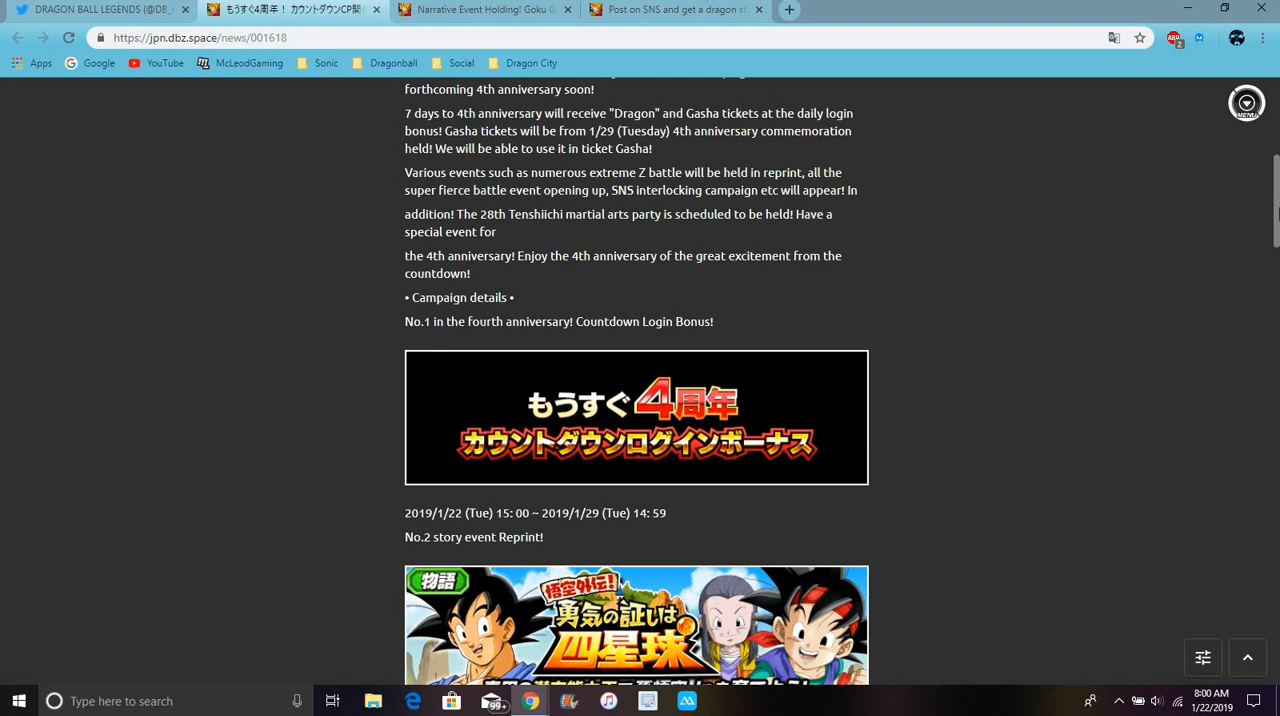 DRAGON BALL LEGENDS (@DB_
もうすぐ4周年！ カウントダウンCP開
Narrative Event Holding! Goku G
Post on SNS and get a dragon st
https://jpn.dbz.space/news/001618
ABP
2
Apps
Google
YouTube
McLeodGaming
Sonic
Dragonball
Social
Dragon City
MENU
forthcoming 4th anniversary soon!
7 days to 4th anniversary will receive "Dragon" and Gasha tickets at the daily login
bonus! Gasha tickets will be from 1/29 (Tuesday) 4th anniversary commemoration
held! We will be able to use it in ticket Gasha!
Various events such as numerous extreme Z battle will be held in reprint, all the
super fierce battle event opening up, SNS interlocking campaign etc will appear! In
addition! The 28th Tenshiichi martial arts party is scheduled to be held! Have a
special event for
the 4th anniversary! Enjoy the 4th anniversary of the great excitement from the
countdown!
• Campaign details •
No.1 in the fourth anniversary! Countdown Login Bonus!
もうすぐ4周年
カウントダウンログインボーナス
2019/1/22 (Tue) 15: 00 ~ 2019/1/29 (Tue) 14: 59
No.2 story event Reprint!
物語
悟空外伝!
勇気の証しは
四星球
Type here to search
99+
8:00 AM
1/22/2019